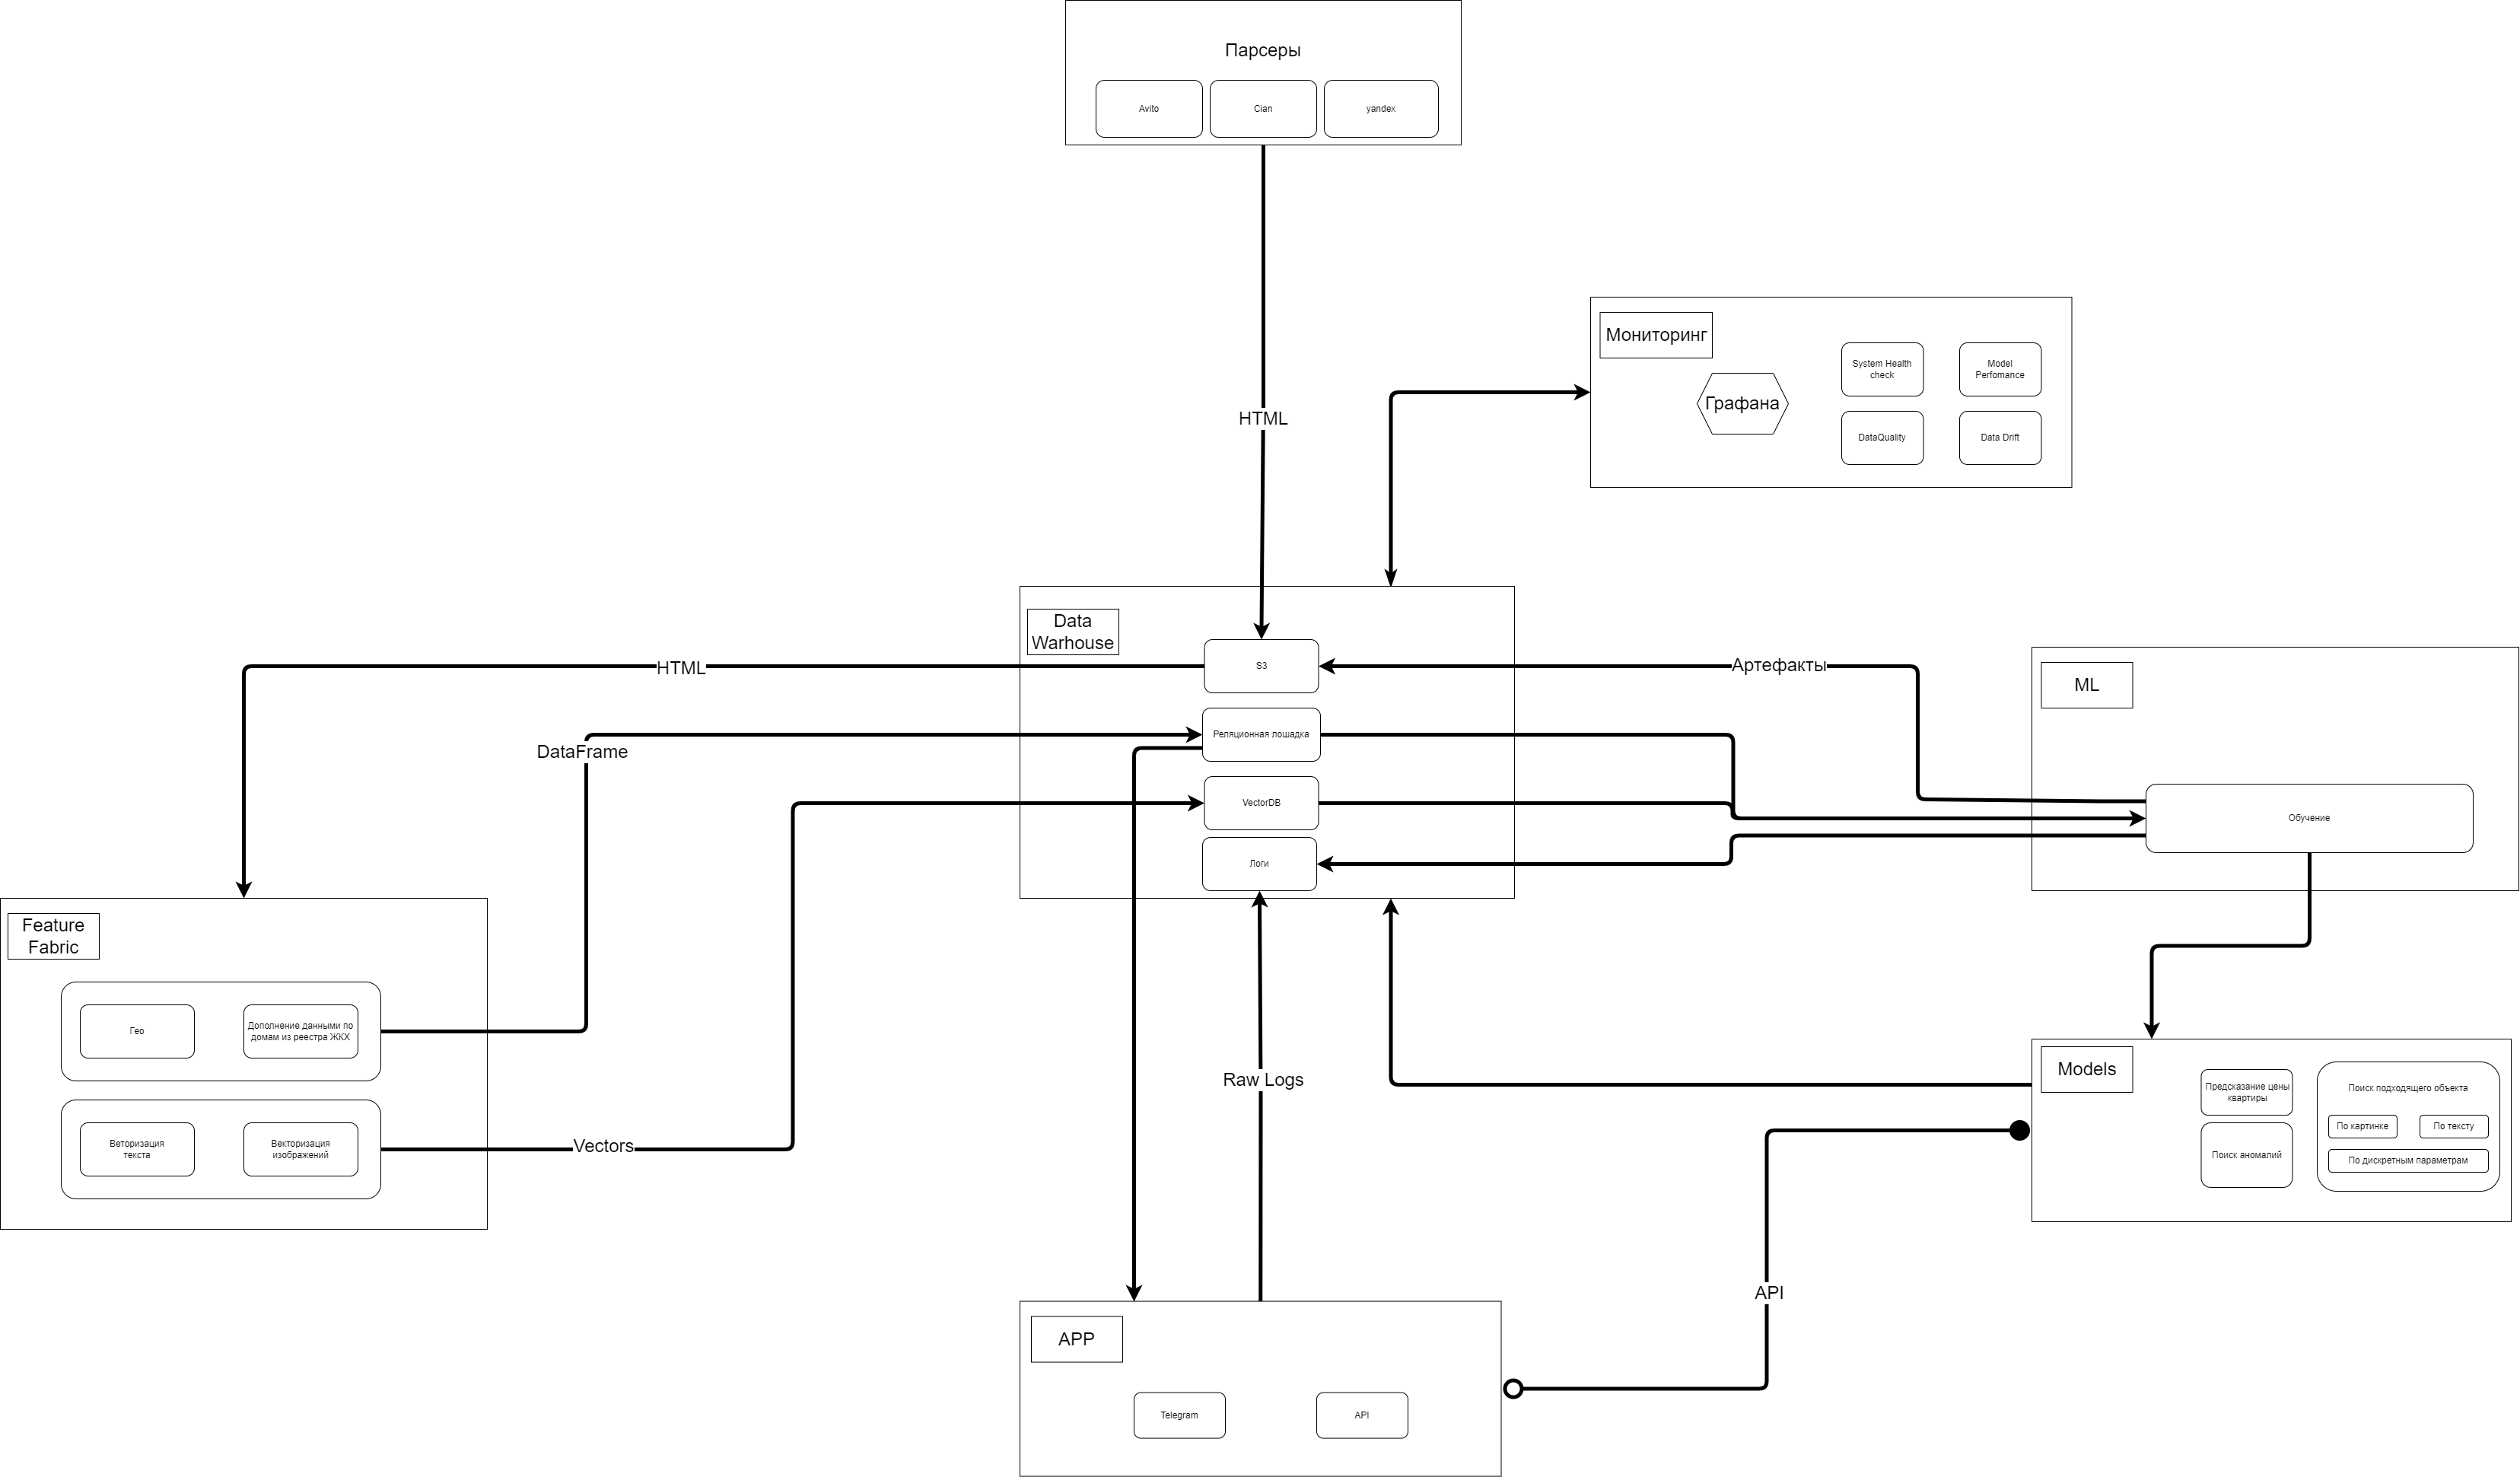 Парсеры
Avito
Cian
yandex
HTML
Мониторинг
Графана
System Health
check
Model
Perfomance
DataQuality
Data Drift
Data
Warhouse
S3
Реляционная лошадка
VectorDB
Логи
HTML
DataFrame
Vectors
Артефакты
ML
Обучение
Feature
Fabric
Гео
Дополнение данными по
домам из реестра ЖКХ
Веторизация
текста
Векторизация
изображений
Raw Logs
Models
Предсказание цены
квартиры
Поиск аномалий
Поиск подходящего объекта
По картинке
По тексту
По дискретным параметрам
API
APP
Telegram
API